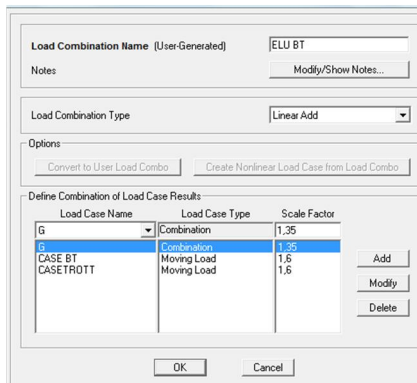 Load Combination Name (User-Generated) ELU BT
Notes Modify/Show Notes...
Load Combination Type Linear Add
Options
Convert to User Load Combo Create Nonlinear Load Case from Load Combo
Define Combination of Load Case Results
Load Case Name Load Case Type Scale Factor
G Combination 1,35
G Combination 1,35
CASE BT Moving Load 1,6
CASETROTT Moving Load 1,6
Add
Modify
Delete
OK Cancel